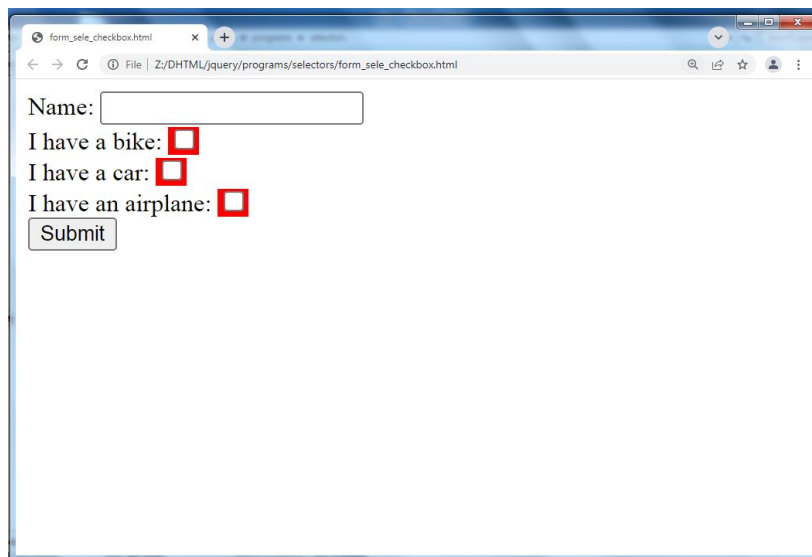 form_sele_checkbox.html
File | Z:/DHTML/jquery/programs/selectors/form_sele_checkbox.html
Name:
I have a bike:
I have a car:
I have an airplane:
Submit